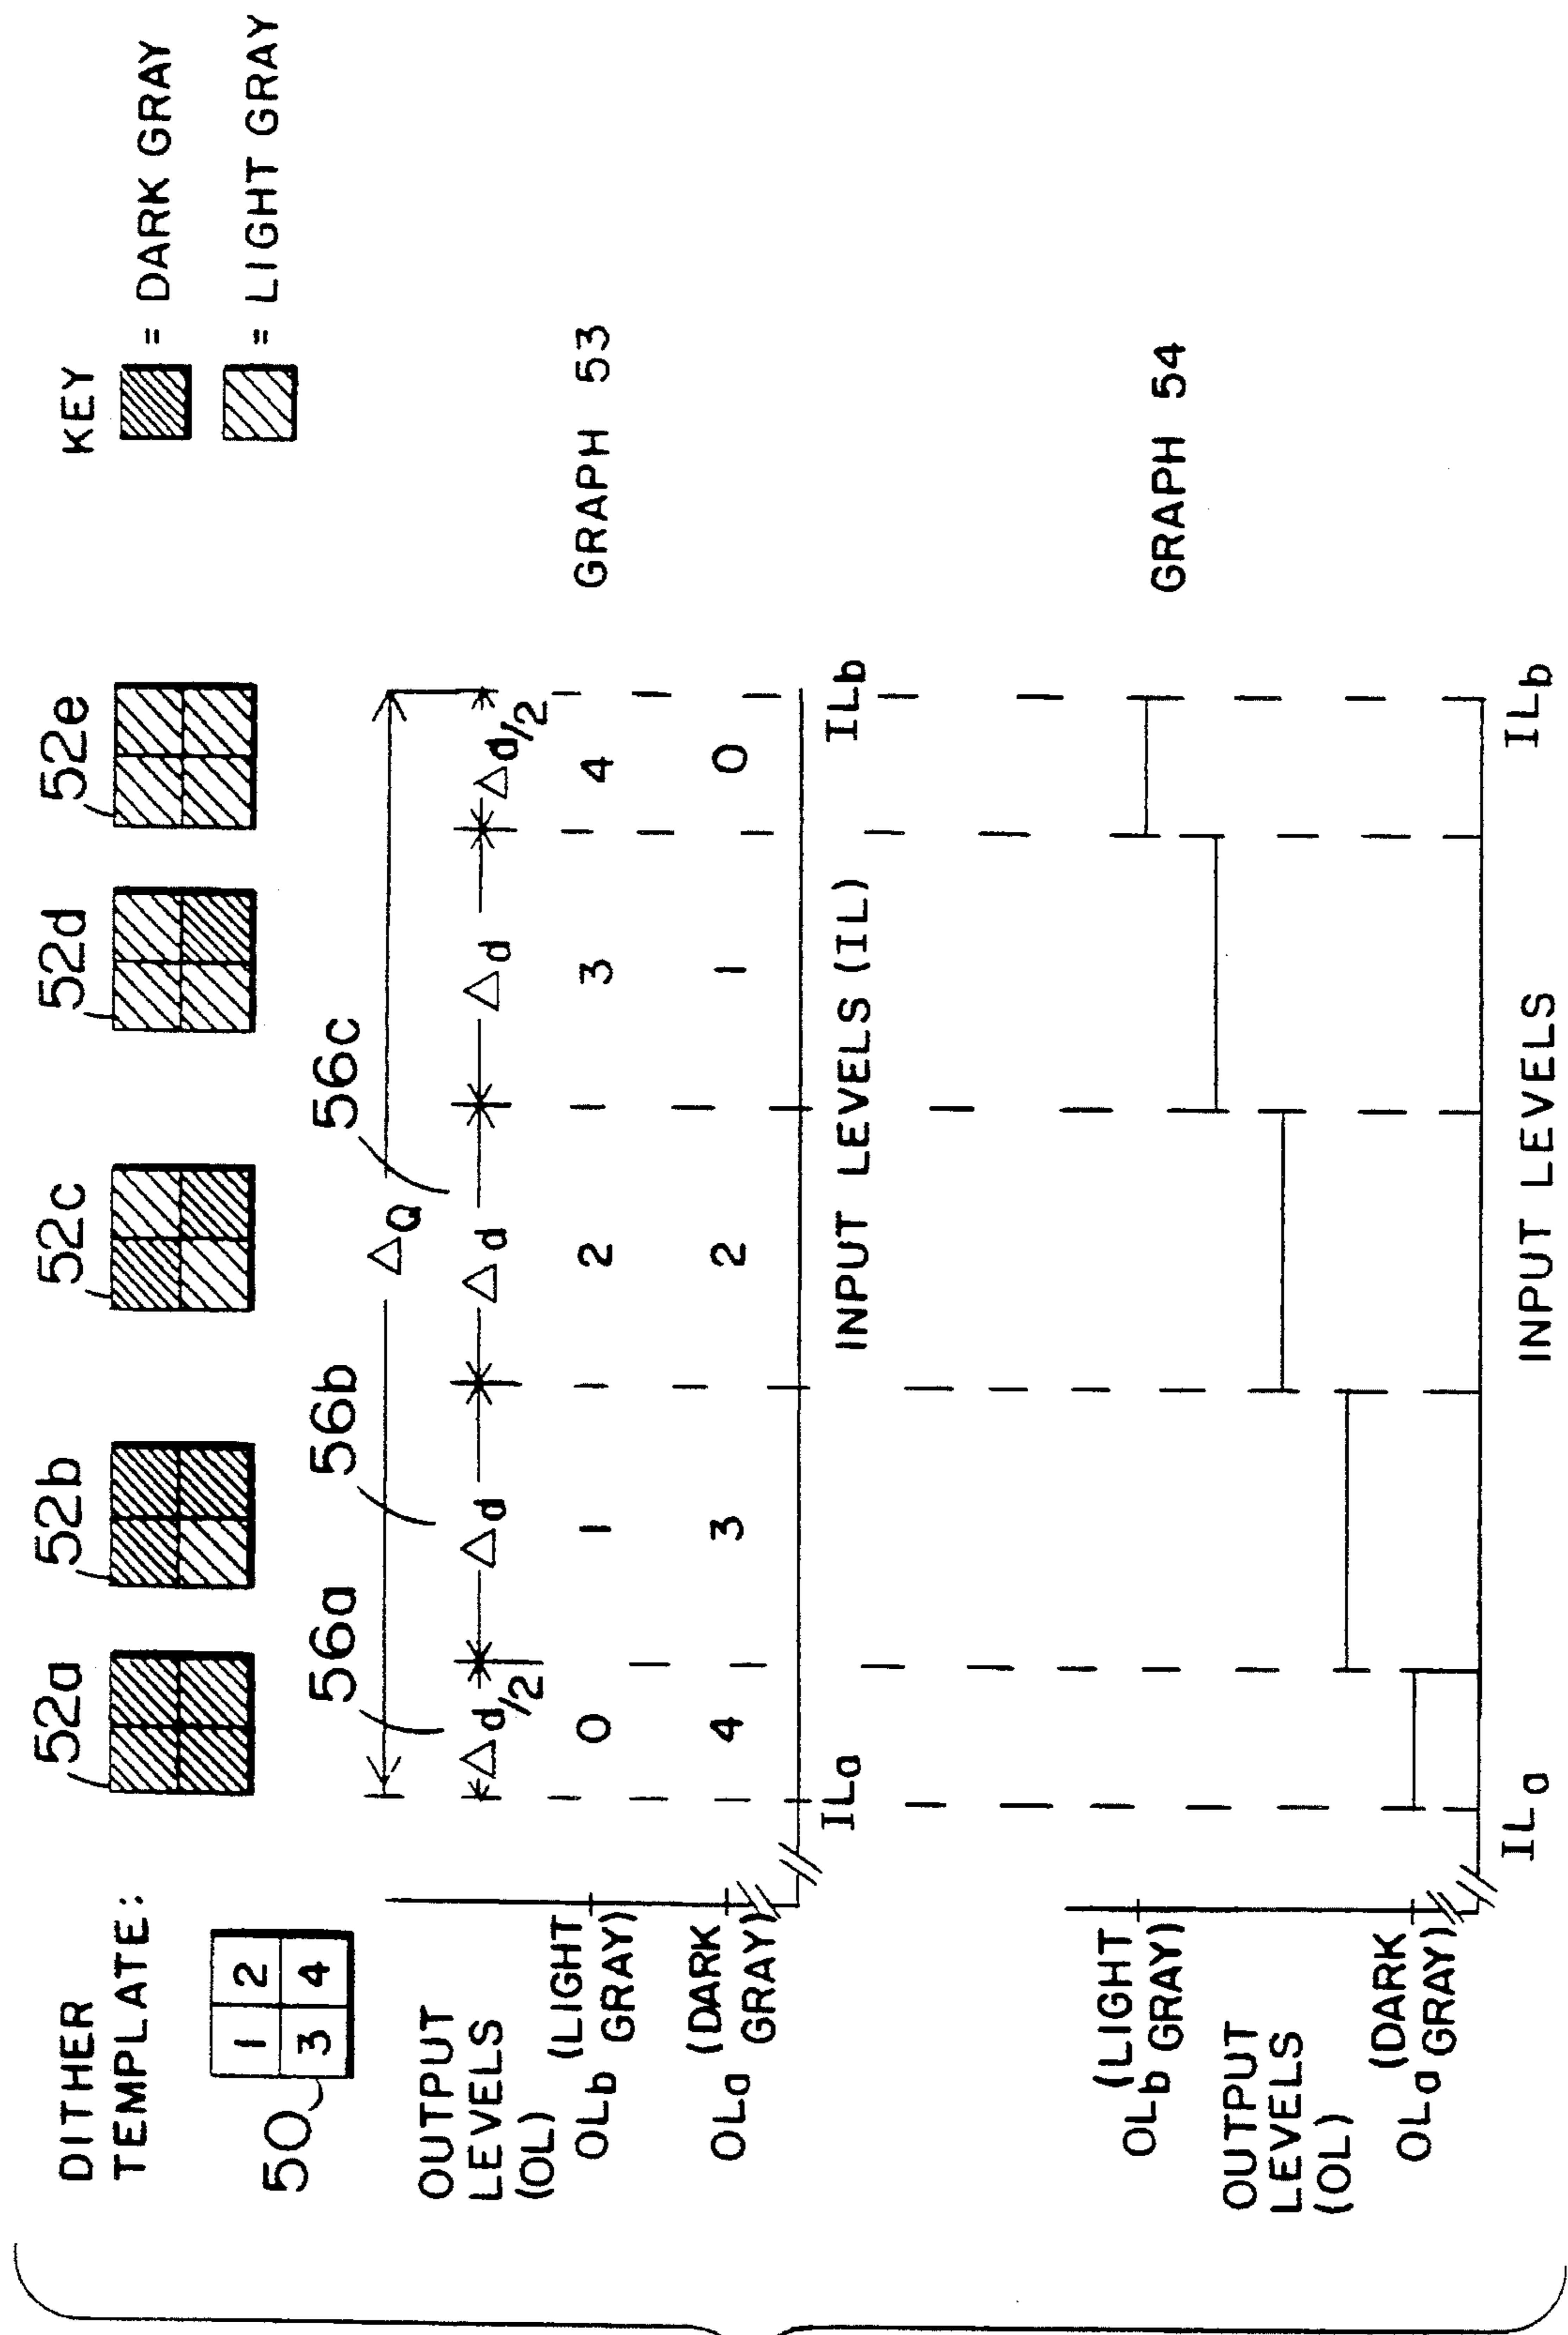 DITHER
TEMPLATE:
52a
52b
52c
52d
52e
KEY
= DARK GRAY
= LIGHT GRAY
1 2
3 4
50
56a
56b
56c
ΔQ
Δd/2
Δd
Δd
Δd
Δd/2
OUTPUT
LEVELS
(OL)
OLb (LIGHT
GRAY)
0 1 2 3 4
GRAPH 53
OLa (DARK
GRAY)
4 3 2 1 0
ILa
INPUT LEVELS (IL)
ILb
OLb (LIGHT
GRAY)
GRAPH 54
OUTPUT
LEVELS
(OL)
OLa (DARK
GRAY)
ILa
INPUT LEVELS
ILb